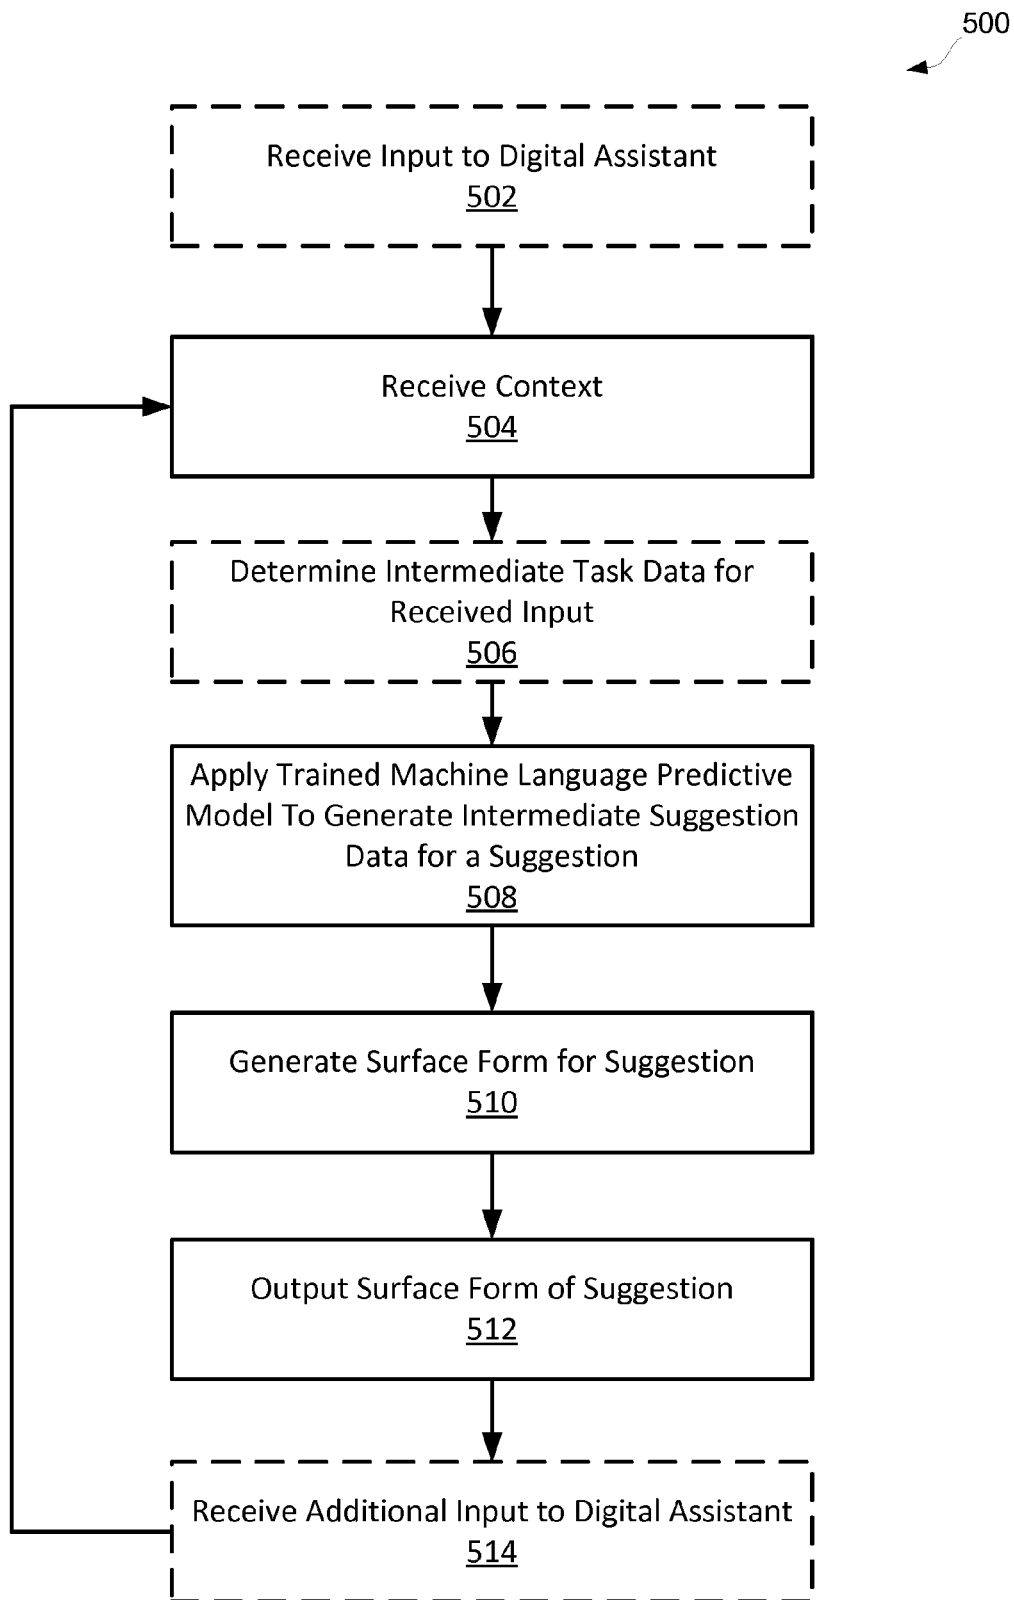 500
Receive Input to Digital Assistant
502
Receive Context
504
Determine Intermediate Task Data for
Received Input
506
Apply Trained Machine Language Predictive
Model To Generate Intermediate Suggestion
Data for a Suggestion
508
Generate Surface Form for Suggestion
510
Output Surface Form of Suggestion
512
Receive Additional Input to Digital Assistant
514